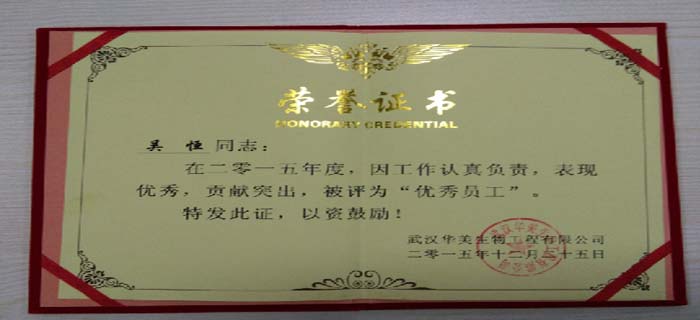 荣誉证书
HONORARY CREDENTIAL
吴 恒 同志：
在二零一五年度，因工作认真负责，表现
优秀，贡献突出，被评为“优秀员工”。
特发此证，以资鼓励！
武汉华美生物工程有限公司
二零一五年十二月二十五日